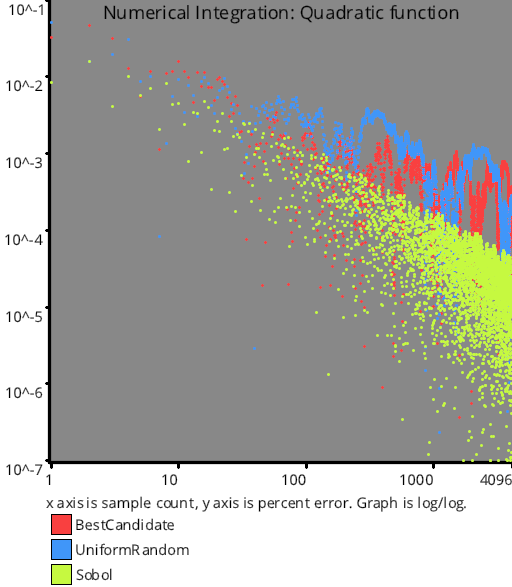 Numerical Integration: Quadratic function
10^-1
10^-2
10^-3
10^-4
10^-5
10^-6
10^-7
1 10 100 1000 4096
x axis is sample count, y axis is percent error. Graph is log/log.
BestCandidate
UniformRandom
Sobol